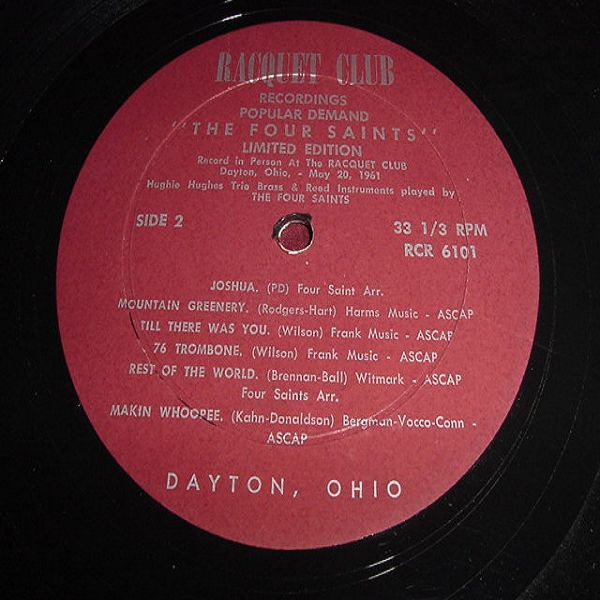 RACQUET CLUB
RECORDINGS
POPULAR DEMAND
"THE FOUR SAINTS"
LIMITED EDITION
Record in Person At The RACQUET CLUB
Dayton, Ohio, - May 20, 1961
Hughie Hughes Trio Brass & Reed Instruments played by
THE FOUR SAINTS
SIDE 2
33 1/3 RPM
RCR 6101
JOSHUA. (PD) Four Saint Arr.
MOUNTAIN GREENERY. (Rodgers-Hart) Harms Music - ASCAP
TILL THERE WAS YOU. (Wilson) Frank Music - ASCAP
76 TROMBONE. (Wilson) Frank Music - ASCAP
REST OF THE WORLD. (Brennan-Ball) Witmark - ASCAP
Four Saints Arr.
MAKIN WHOOPEE. (Kahn-Donaldson) Bergman-Vocco-Conn -
ASCAP
DAYTON, OHIO